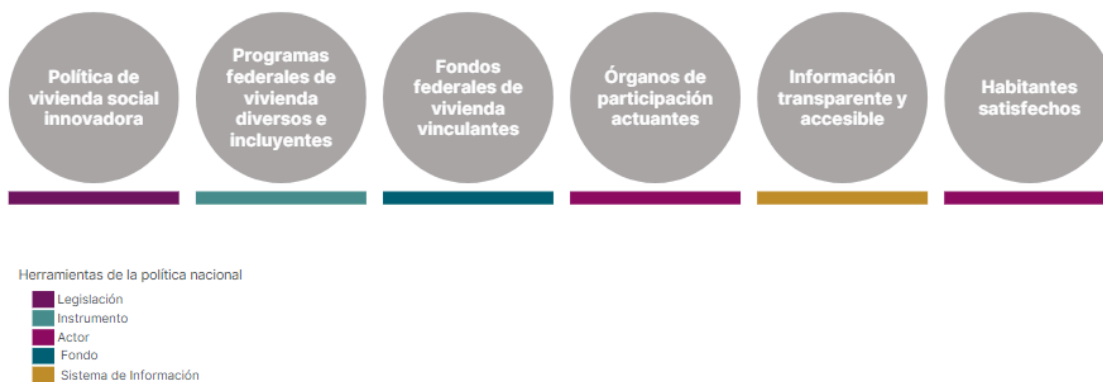 Política de
vivienda social
innovadora
Programas
federales de
vivienda
diversos e
incluyentes
Fondos
federales de
vivienda
vinculantes
Órganos de
participación
actuantes
Información
transparente y
accesible
Habitantes
satisfechos
Herramientas de la política nacional
Legislación
Instrumento
Actor
Fondo
Sistema de Información